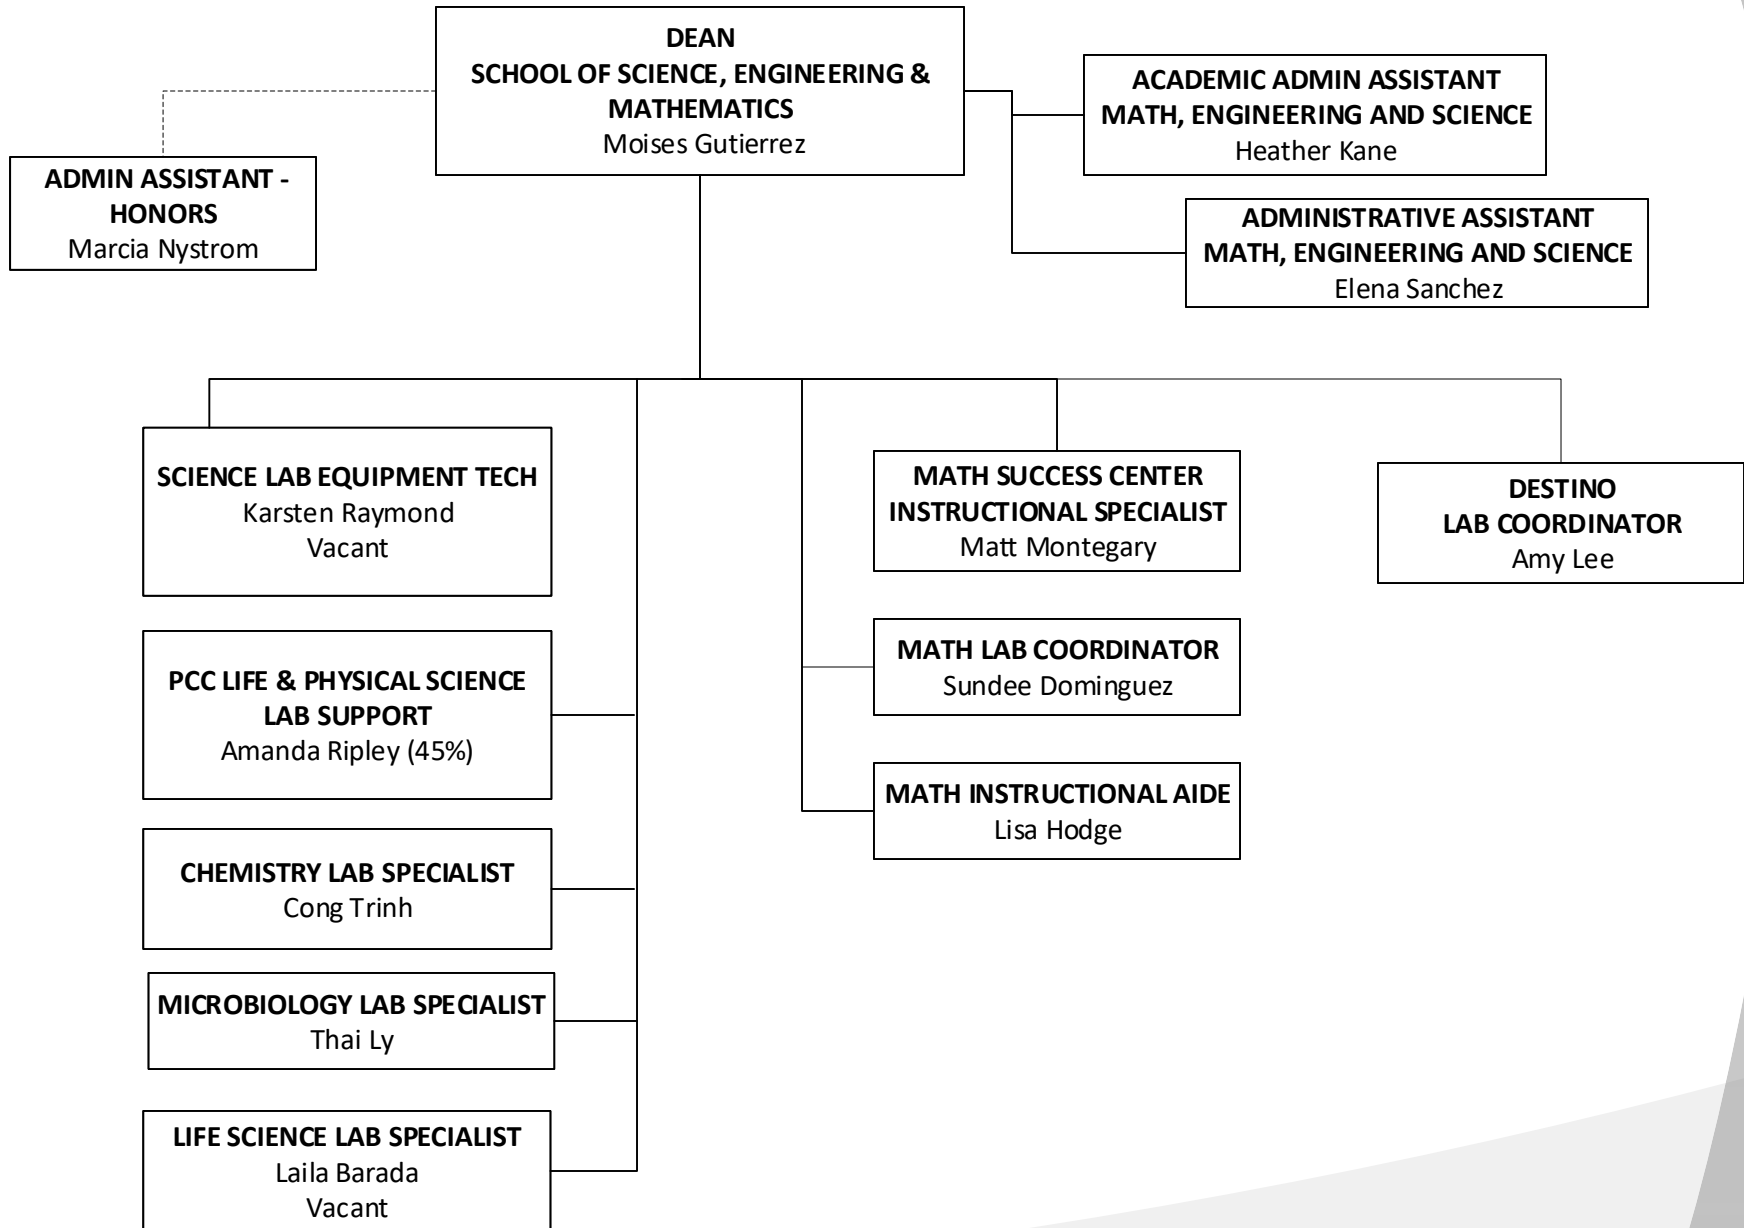 DEAN
SCHOOL OF SCIENCE, ENGINEERING &
MATHEMATICS
Moises Gutierrez
ACADEMIC ADMIN ASSISTANT
MATH, ENGINEERING AND SCIENCE
Heather Kane
ADMIN ASSISTANT -
HONORS
Marcia Nystrom
ADMINISTRATIVE ASSISTANT
MATH, ENGINEERING AND SCIENCE
Elena Sanchez
SCIENCE LAB EQUIPMENT TECH
Karsten Raymond
Vacant
PCC LIFE & PHYSICAL SCIENCE
LAB SUPPORT
Amanda Ripley (45%)
CHEMISTRY LAB SPECIALIST
Cong Trinh
MICROBIOLOGY LAB SPECIALIST
Thai Ly
LIFE SCIENCE LAB SPECIALIST
Laila Barada
Vacant
MATH SUCCESS CENTER
INSTRUCTIONAL SPECIALIST
Matt Montegary
MATH LAB COORDINATOR
Sundee Dominguez
MATH INSTRUCTIONAL AIDE
Lisa Hodge
DESTINO
LAB COORDINATOR
Amy Lee